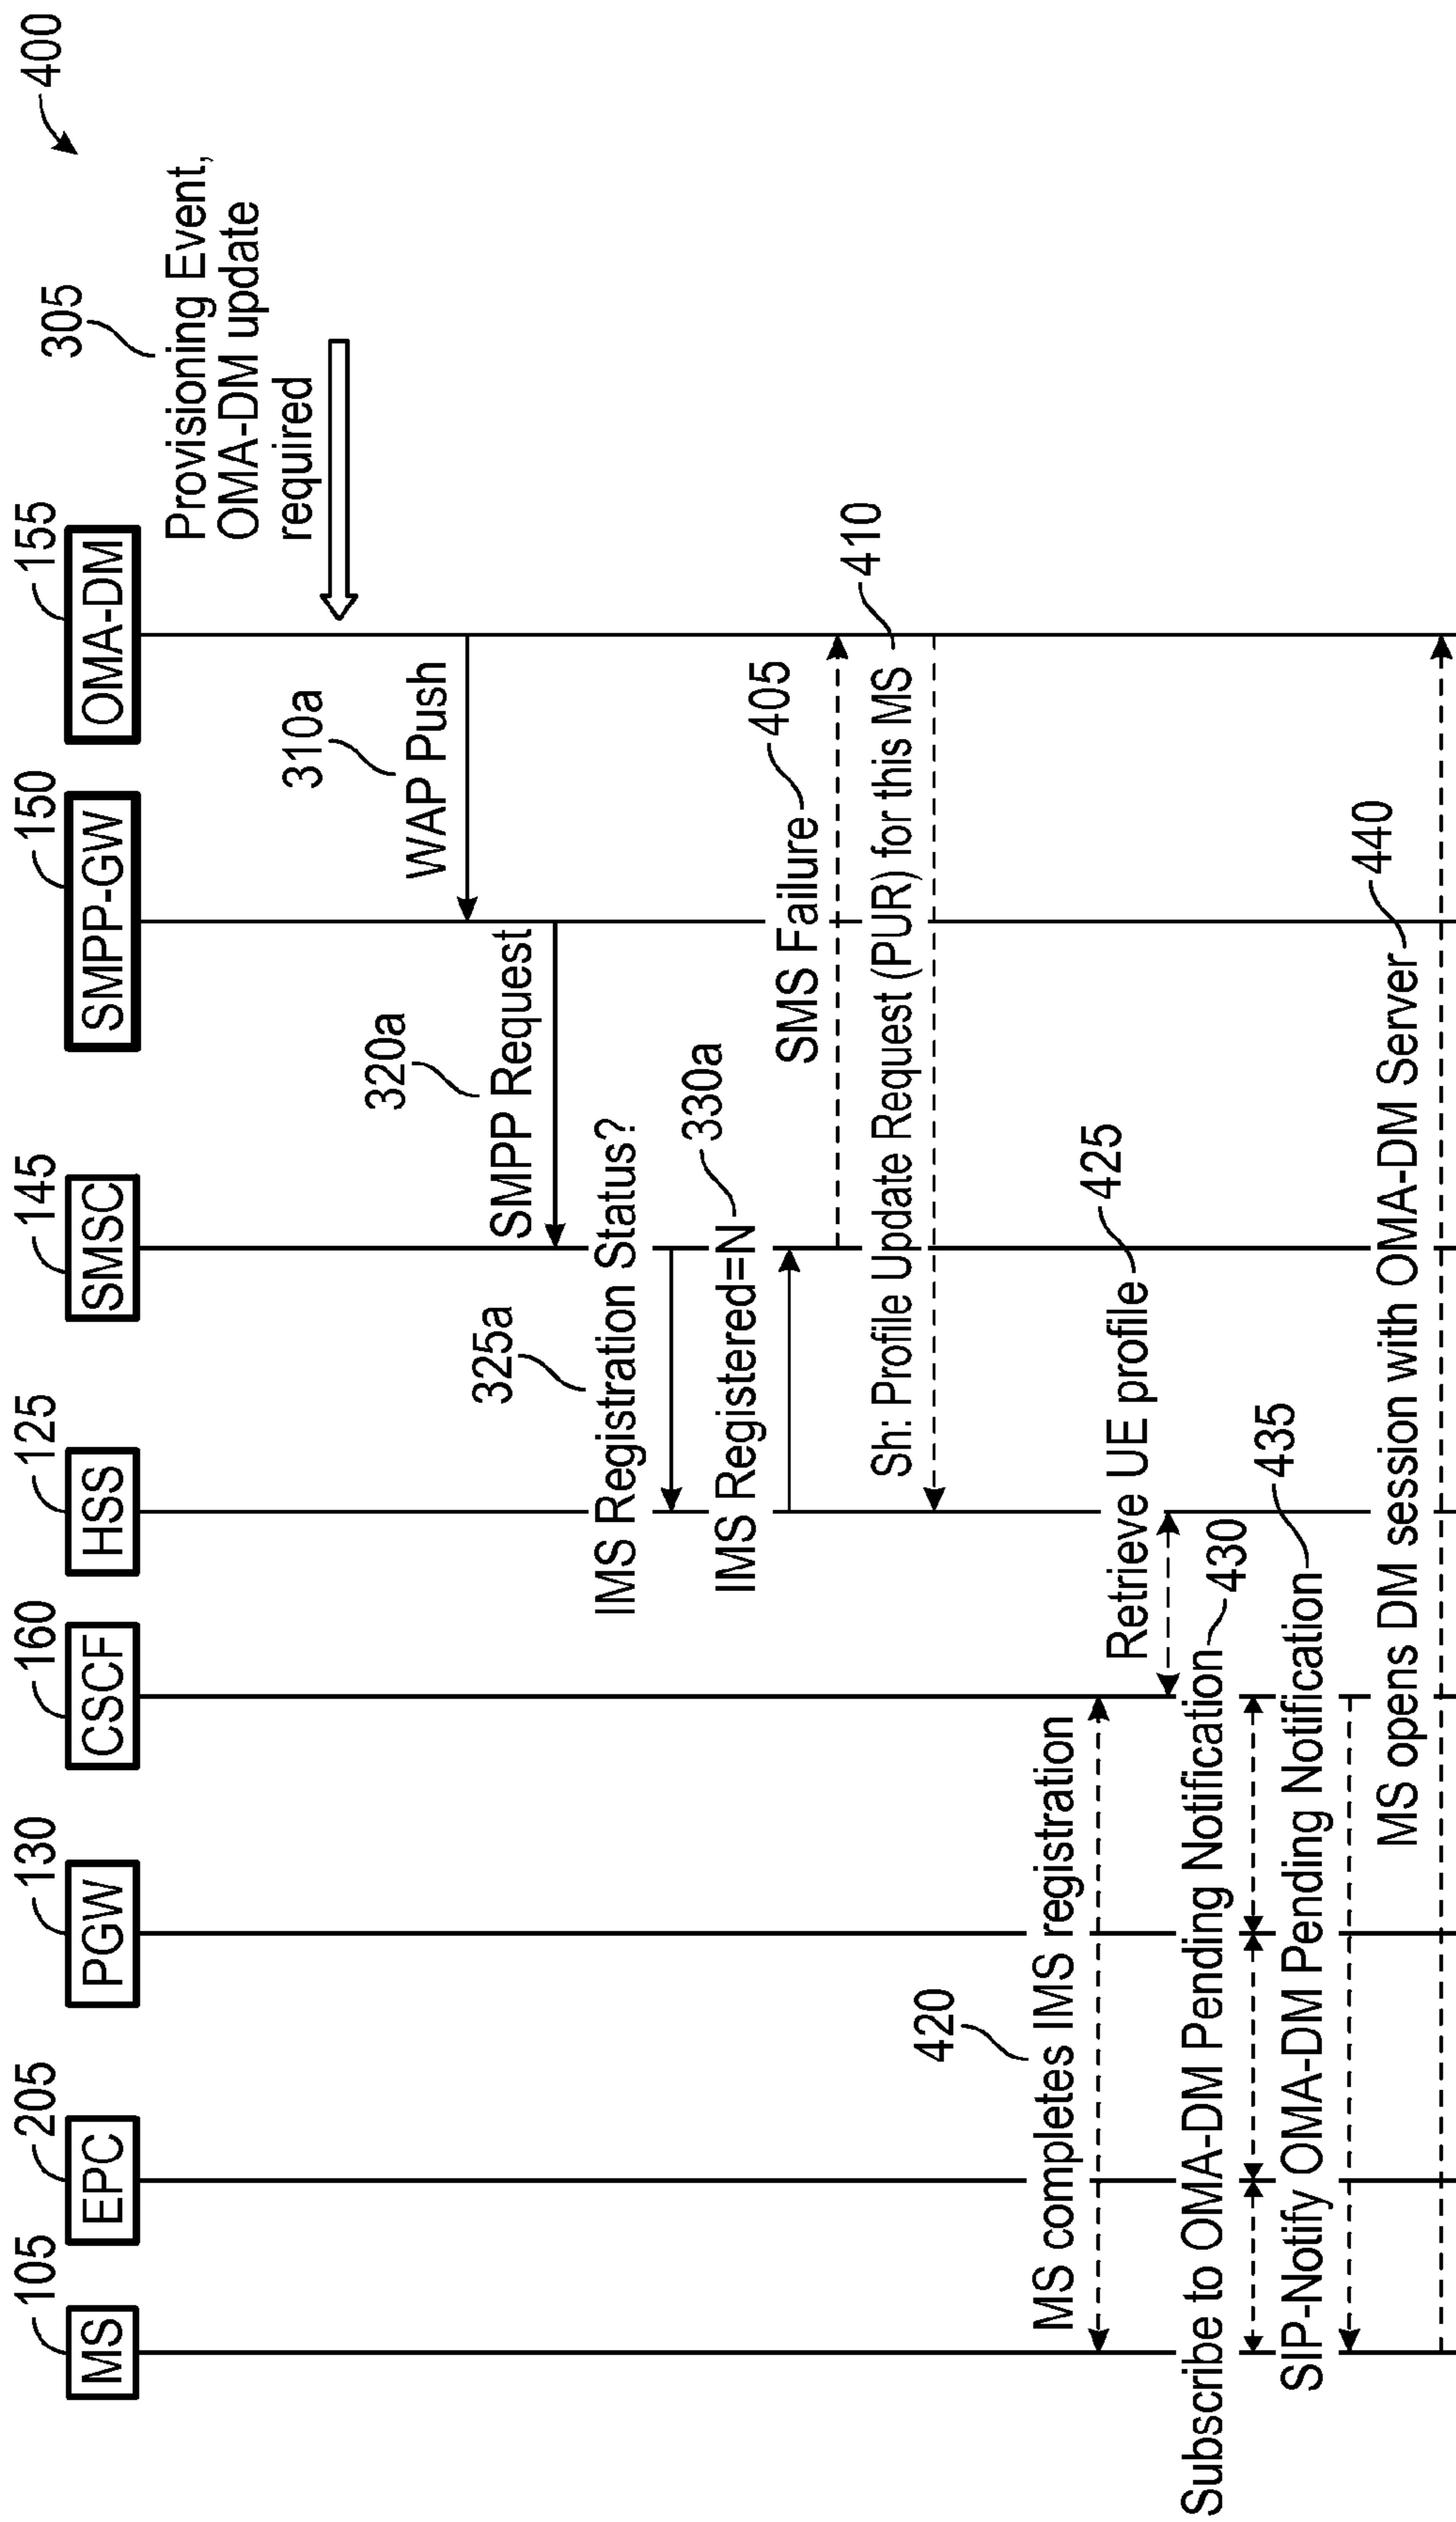 400
105
205
130
160
125
145
150
155
MS
EPC
PGW
CSCF
HSS
SMSC
SMPP-GW
OMA-DM
305
Provisioning Event,
OMA-DM update
required
310a
WAP Push
320a
SMPP Request
325a
IMS Registration Status?
330a
IMS Registered=N
SMS Failure
405
Sh: Profile Update Request (PUR) for this MS
410
420
MS completes IMS registration
Retrieve UE profile
425
Subscribe to OMA-DM Pending Notification
430
SIP-Notify OMA-DM Pending Notification
435
MS opens DM session with OMA-DM Server
440